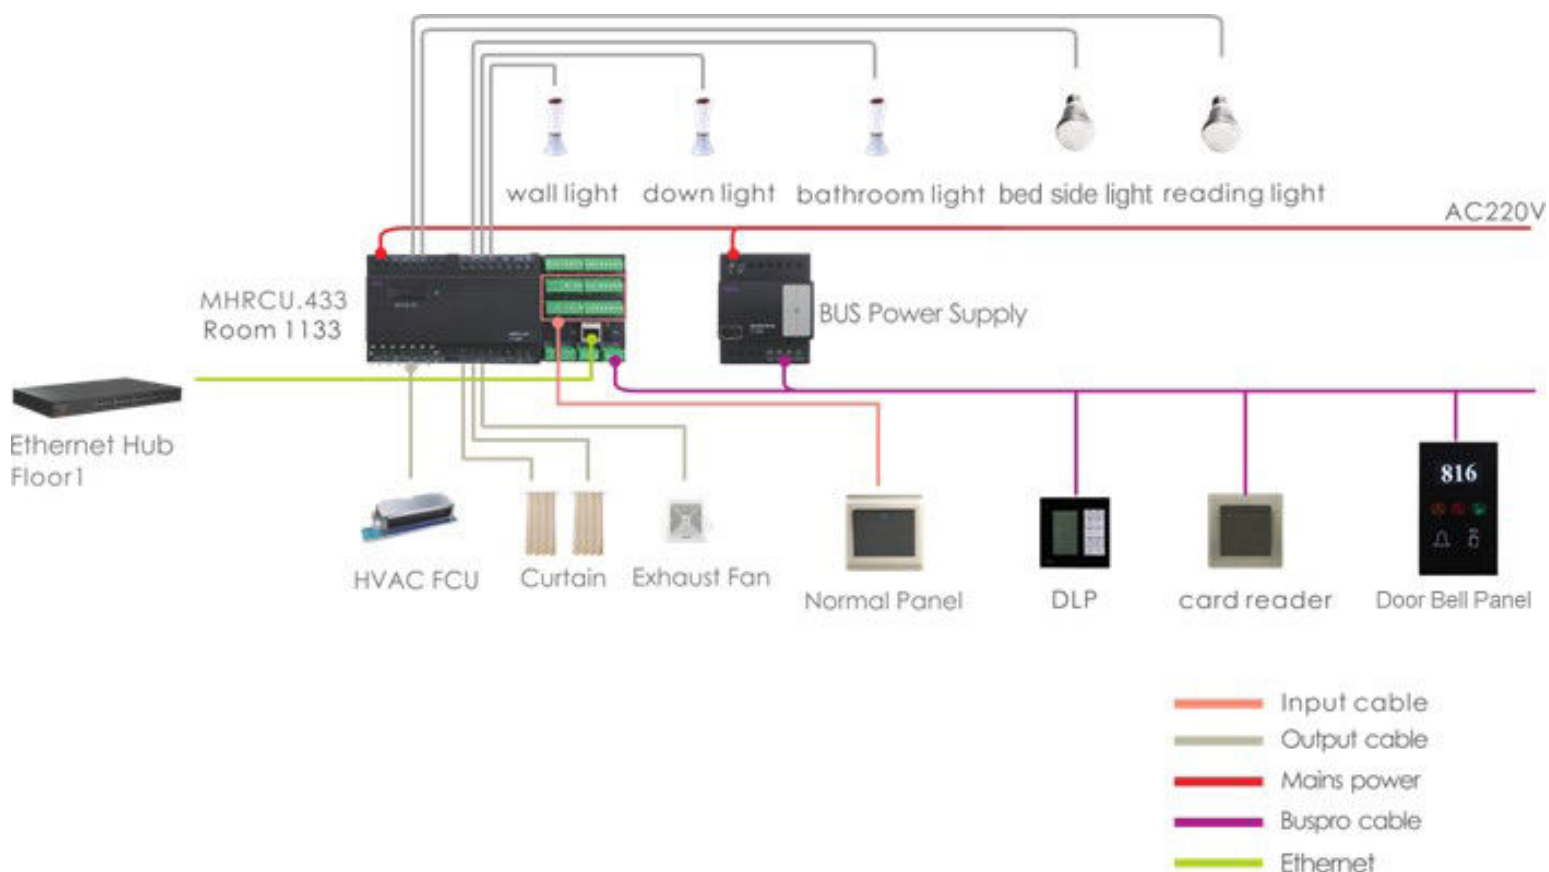 wall light
down light
bathroom light
bed side light
reading light
AC220V
MHRCU.433
Room 1133
BUS Power Supply
Ethernet Hub
Floor1
816
HVAC FCU
Curtain
Exhaust Fan
Normal Panel
DLP
card reader
Door Bell Panel
Input cable
Output cable
Mains power
Buspro cable
Ethernet